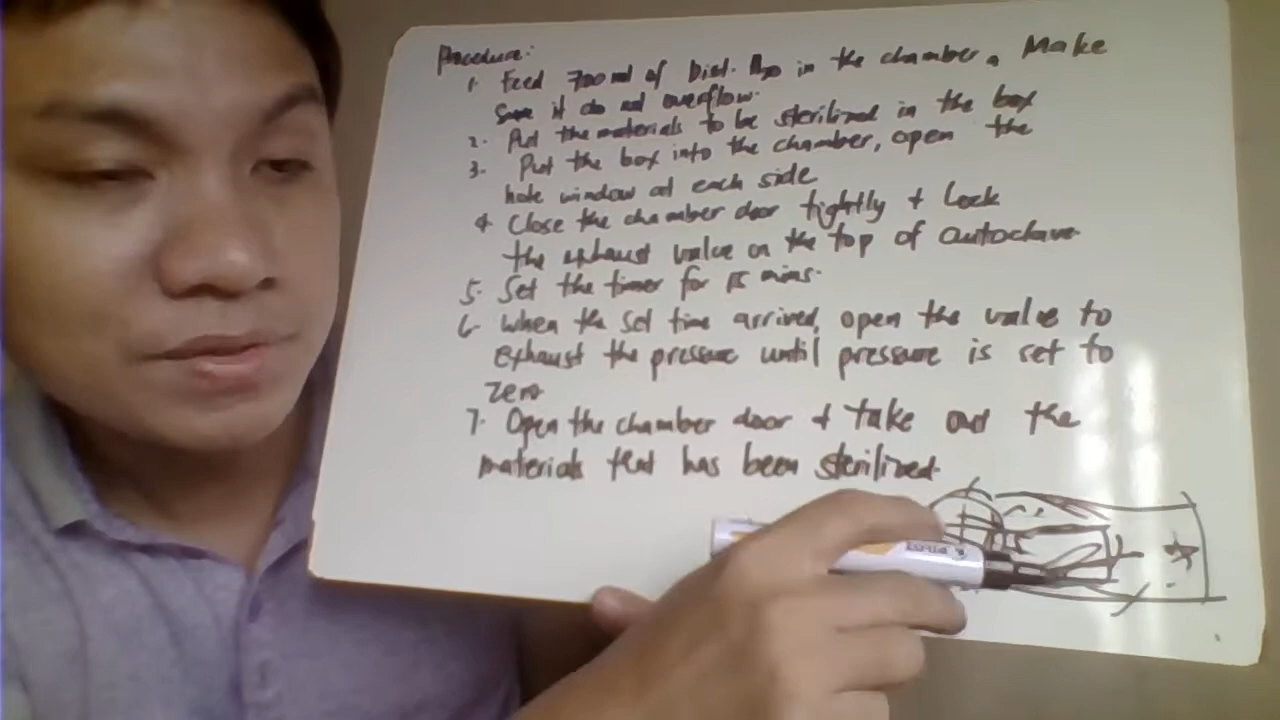 Procedure:
1. Feed 700 ml of Dist. H2O in the chamber. Make
Sure it do not overflow.
2. Put the materials to be sterilized in the box
3. Put the box into the chamber, open the
hole window at each side
4 Close the chamber door tightly + Lock
the exhaust valve on the top of autoclave
5. Set the timer for 15 mins.
6. When the set time arrived, open the valve to
exhaust the pressure until pressure is set to
zero
7. Open the chamber door + take out the
materials that has been sterilized.